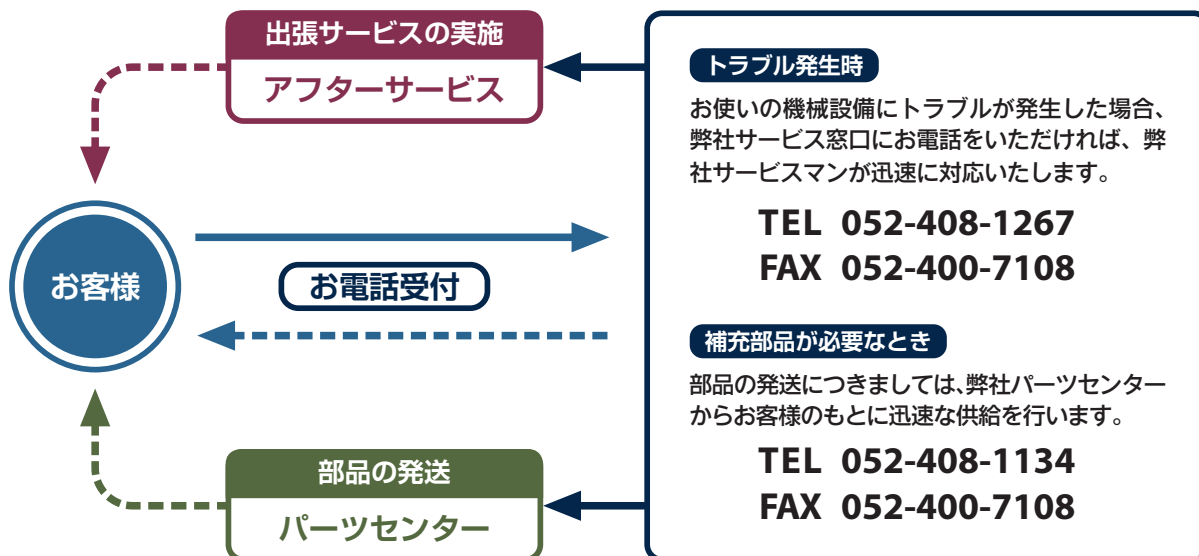 出張サービスの実施
アフターサービス
お客様
お電話受付
部品の発送
パーツセンター
トラブル発生時
お使いの機械設備にトラブルが発生した場合、
弊社サービス窓口にお電話をいただければ、弊
社サービスマンが迅速に対応いたします。
TEL 052-408-1267
FAX 052-400-7108
補充部品が必要なとき
部品の発送につきましては、弊社パーツセンター
からお客様のもとに迅速な供給を行います。
TEL 052-408-1134
FAX 052-400-7108